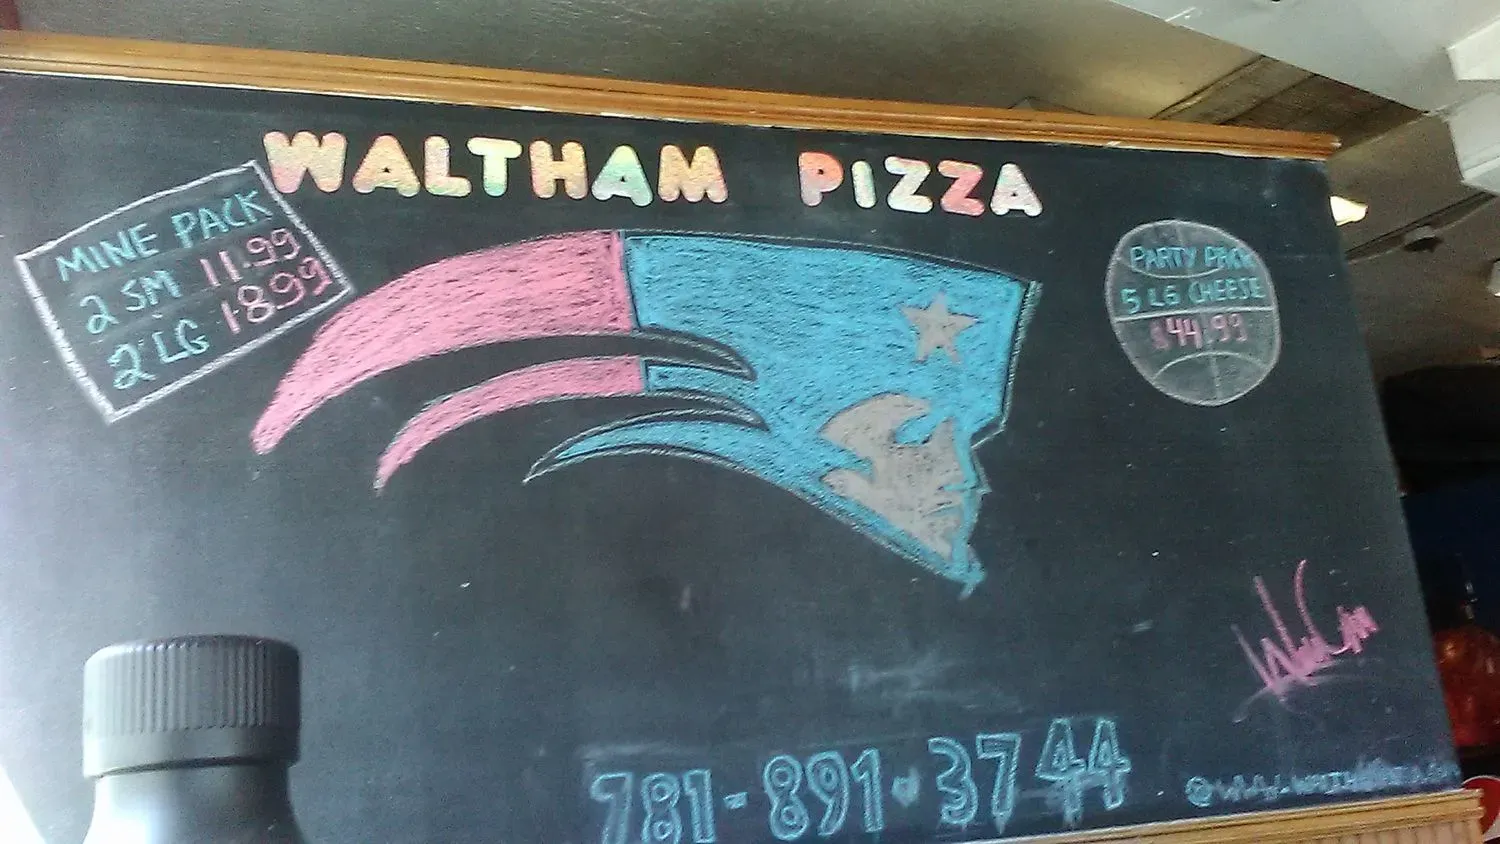 WALTHAM PIZZA
MINE PACK
2 SM 11.99
2 LG 18.99
PARTY PACK
5 LG CHEESE
$44.99
781-891-3744